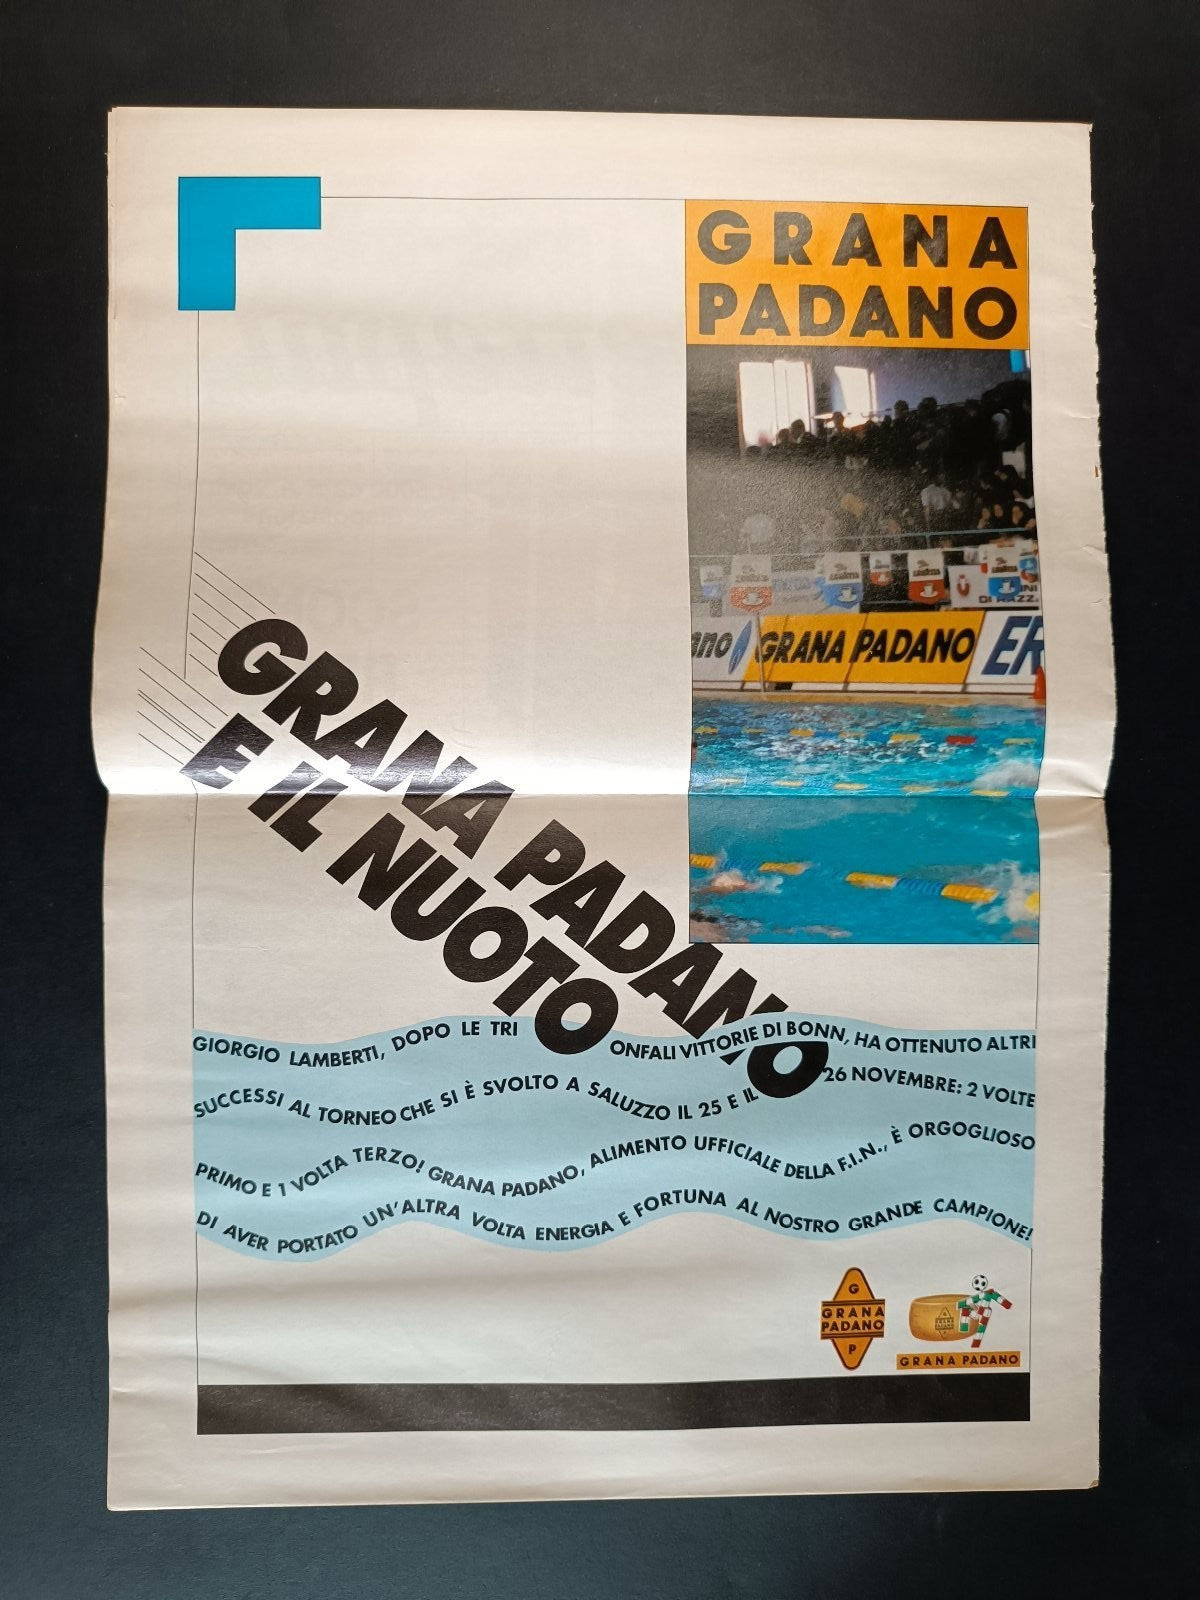 GRANA
PADANO
DI RAZZ.
GRANA PADANO
GRANA PADANO
E IL NUOTO
GIORGIO LAMBERTI, DOPO LE TRI ONFALI VITTORIE DI BONN, HA OTTENUTO ALTRI
SUCCESSI AL TORNEO CHE SI È SVOLTO A SALUZZO IL 25 E IL 26 NOVEMBRE: 2 VOLTE
PRIMO E 1 VOLTA TERZO! GRANA PADANO, ALIMENTO UFFICIALE DELLA F.I.N., È ORGOGLIOSO
DI AVER PORTATO UN'ALTRA VOLTA ENERGIA E FORTUNA AL NOSTRO GRANDE CAMPIONE!
G
GRANA
PADANO
P
GRANA PADANO